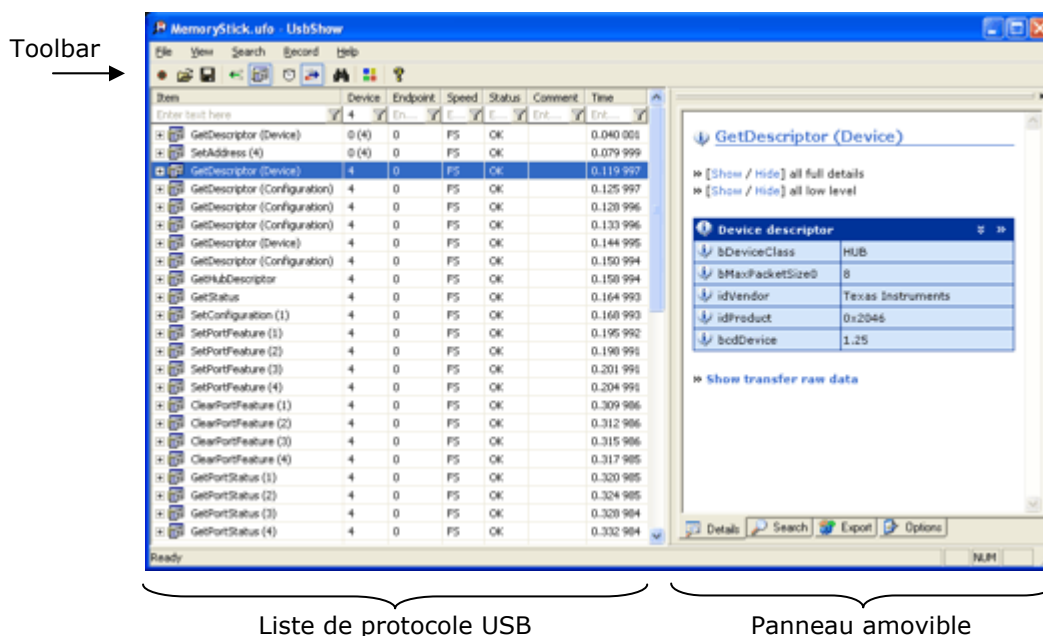 MemoryStick.ufo - UsbShow
Toolbar
File View Search Record Help
Item Device Endpoint Speed Status Comment Time
Enter text here 4 En... E... E... Ent... Ent...
GetDescriptor (Device) 0 (4) 0 FS OK 0.040 001
SetAddress (4) 0 (4) 0 FS OK 0.079 999
GetDescriptor (Device) 4 0 FS OK 0.119 997
GetDescriptor (Configuration) 4 0 FS OK 0.125 997
GetDescriptor (Configuration) 4 0 FS OK 0.128 996
GetDescriptor (Configuration) 4 0 FS OK 0.133 996
GetDescriptor (Device) 4 0 FS OK 0.144 995
GetDescriptor (Configuration) 4 0 FS OK 0.150 994
GetHubDescriptor 4 0 FS OK 0.158 994
GetStatus 4 0 FS OK 0.164 993
SetConfiguration (1) 4 0 FS OK 0.168 993
SetPortFeature (1) 4 0 FS OK 0.195 992
SetPortFeature (2) 4 0 FS OK 0.198 991
SetPortFeature (3) 4 0 FS OK 0.201 991
SetPortFeature (4) 4 0 FS OK 0.204 991
ClearPortFeature (1) 4 0 FS OK 0.309 986
ClearPortFeature (2) 4 0 FS OK 0.312 986
ClearPortFeature (3) 4 0 FS OK 0.315 986
ClearPortFeature (4) 4 0 FS OK 0.317 985
GetPortStatus (1) 4 0 FS OK 0.320 985
GetPortStatus (2) 4 0 FS OK 0.324 985
GetPortStatus (3) 4 0 FS OK 0.328 984
GetPortStatus (4) 4 0 FS OK 0.332 984
GetDescriptor (Device)
» [Show / Hide] all full details
» [Show / Hide] all low level
Device descriptor
bDeviceClass HUB
bMaxPacketSize0 8
idVendor Texas Instruments
idProduct 0x2046
bcdDevice 1.25
» Show transfer raw data
Details Search Export Options
Ready NUM
Liste de protocole USB Panneau amovible